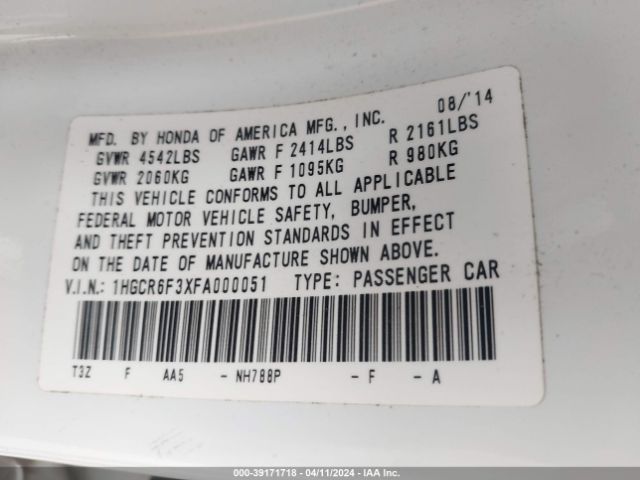 08/'14
MFD. BY HONDA OF AMERICA MFG., INC.
GVWR 4542LBS GAWR F 2414LBS R 2161LBS
GVWR 2060KG GAWR F 1095KG R 980KG
THIS VEHICLE CONFORMS TO ALL APPLICABLE
FEDERAL MOTOR VEHICLE SAFETY, BUMPER,
AND THEFT PREVENTION STANDARDS IN EFFECT
ON THE DATE OF MANUFACTURE SHOWN ABOVE.
V.I.N.: 1HGCR6F3XFA000051 TYPE: PASSENGER CAR
T3Z F AA5 - NH788P - F - A
000-39171718 | 04/11/2024 | IAA Inc.